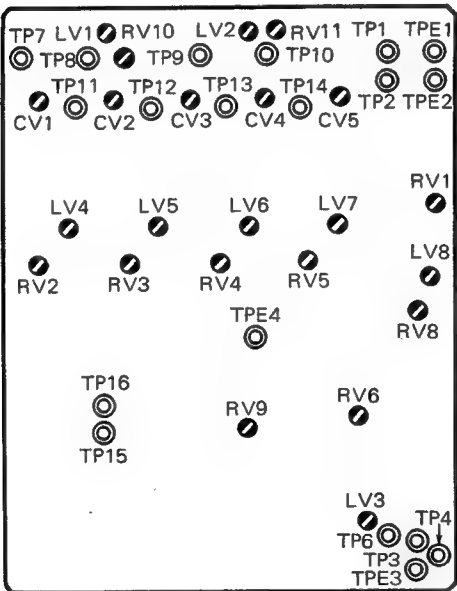 LV1 RV10 LV2 RV11 TP1 TPE1
TP7 TP8 TP9 TP10
TP11 TP12 TP13 TP14 TP2 TPE2
CV1 CV2 CV3 CV4 CV5
RV1
LV4 LV5 LV6 LV7
LV8
RV2 RV3 RV4 RV5
TPE4 RV8
TP16 RV6
RV9
TP15
LV3
TP4
TP6
TP3
TPE3